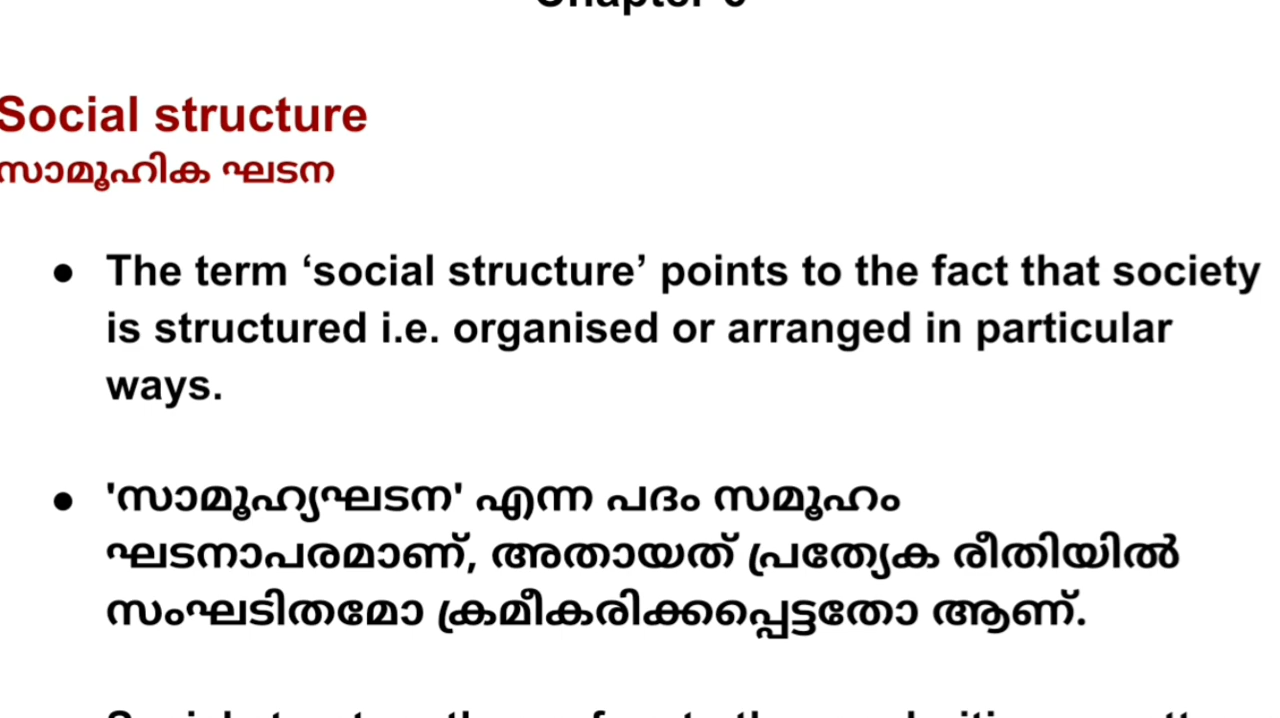 Chapter
Social structure
സാമൂഹിക ഘടന
● The term ‘social structure’ points to the fact that society
is structured i.e. organised or arranged in particular
ways.
● 'സാമൂഹ്യഘടന' എന്ന പദം സമൂഹം
ഘടനാപരമാണ്, അതായത് പ്രത്യേക രീതിയിൽ
സംഘടിതമോ ക്രമീകരിക്കപ്പെട്ടതോ ആണ്.